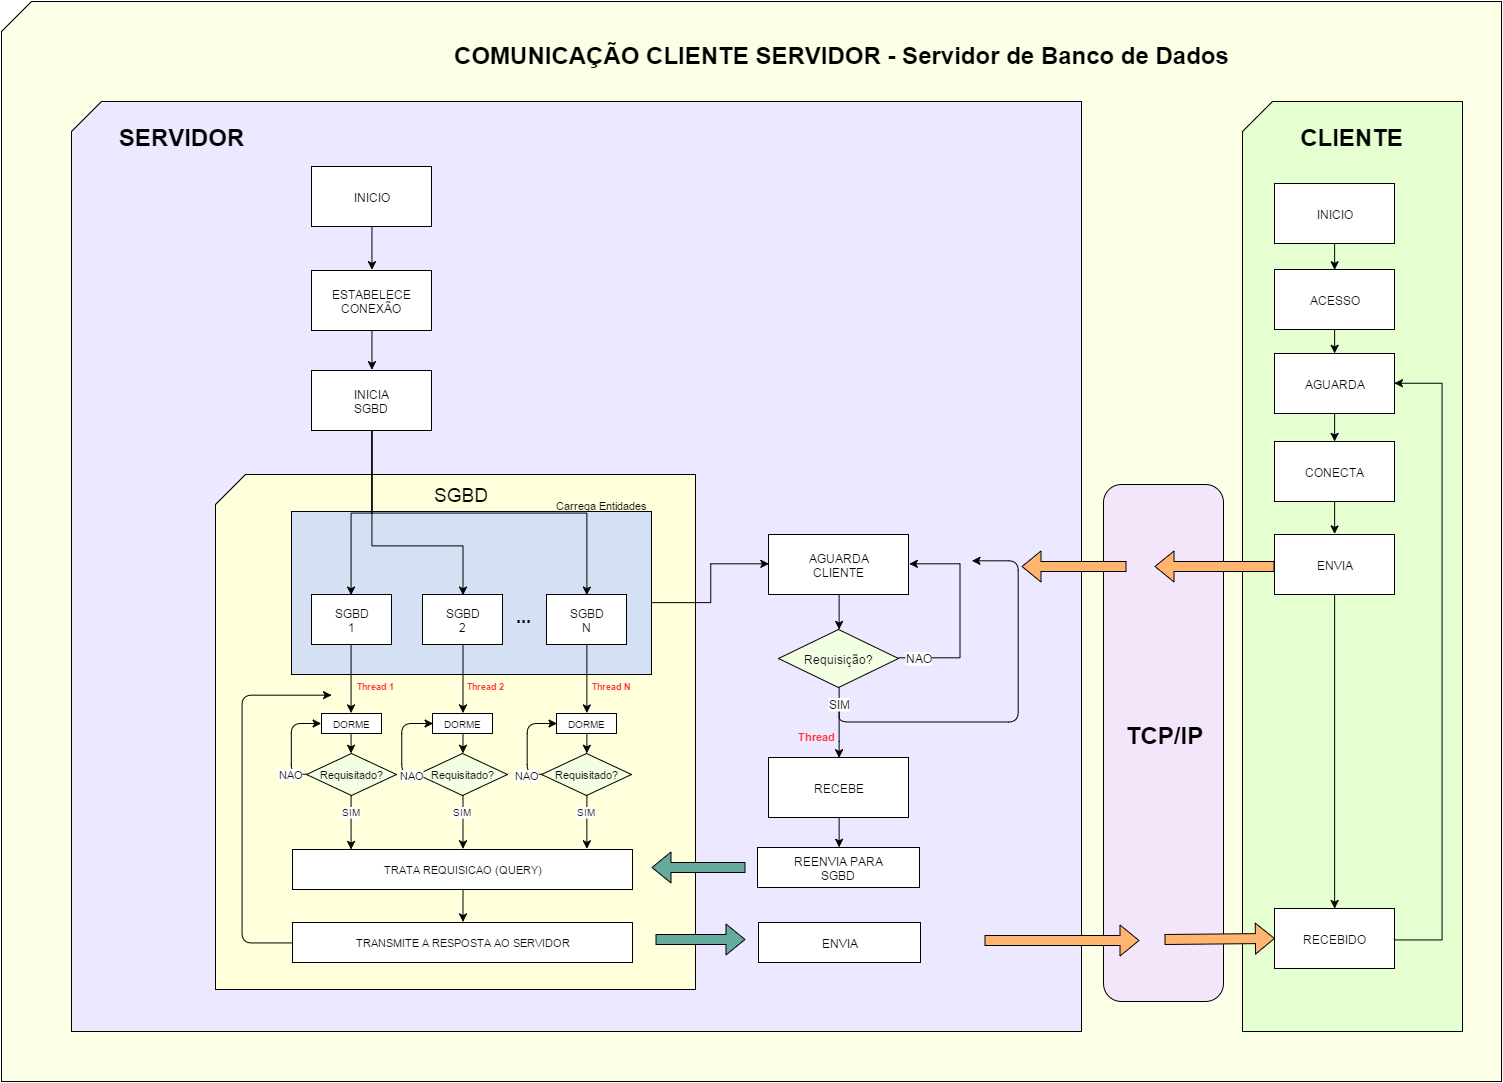 COMUNICAÇÃO CLIENTE SERVIDOR - Servidor de Banco de Dados
SERVIDOR
INICIO
ESTABELECE
CONEXÃO
INICIA
SGBD
SGBD
Carrega Entidades
SGBD
1
SGBD
2
...
SGBD
N
Thread 1
Thread 2
Thread N
DORME
DORME
DORME
Requisitado?
Requisitado?
Requisitado?
NAO
NAO
NAO
SIM
SIM
SIM
TRATA REQUISICAO (QUERY)
TRANSMITE A RESPOSTA AO SERVIDOR
AGUARDA
CLIENTE
Requisição?
NAO
SIM
Thread
RECEBE
REENVIA PARA
SGBD
ENVIA
TCP/IP
CLIENTE
INICIO
ACESSO
AGUARDA
CONECTA
ENVIA
RECEBIDO